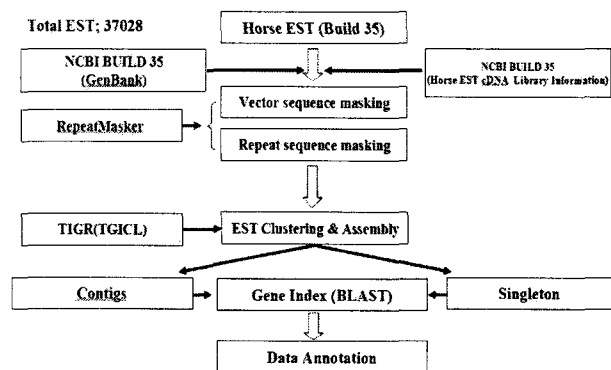 Total EST; 37028
Horse EST (Build 35)
NCBI BUILD 35
(GenBank)
NCBI BUILD 35
(Horse EST cDNA Library Information)
Vector sequence masking
RepeatMasker
Repeat sequence masking
TIGR(TGICL)
EST Clustering & Assembly
Contigs
Gene Index (BLAST)
Singleton
Data Annotation